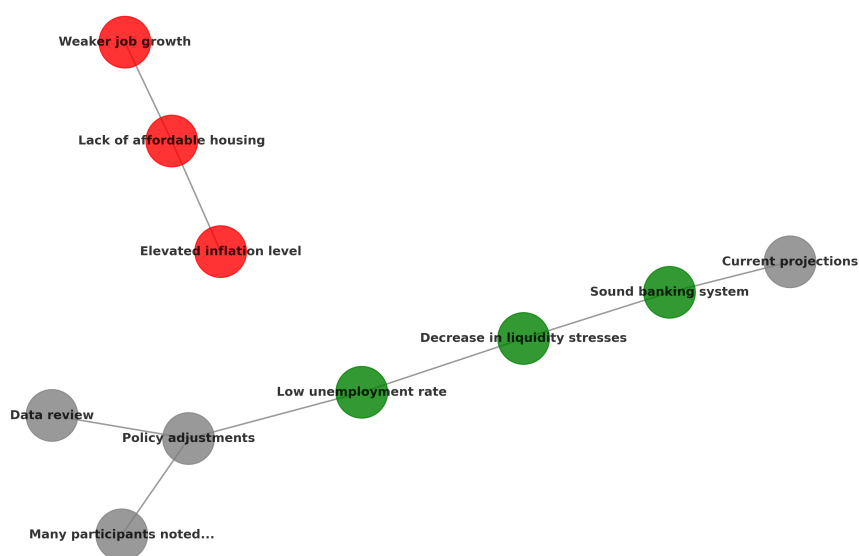 Weaker job growth
Lack of affordable housing
Elevated inflation level
Current projections
Sound banking system
Decrease in liquidity stresses
Low unemployment rate
Data review
Policy adjustments
Many participants noted...